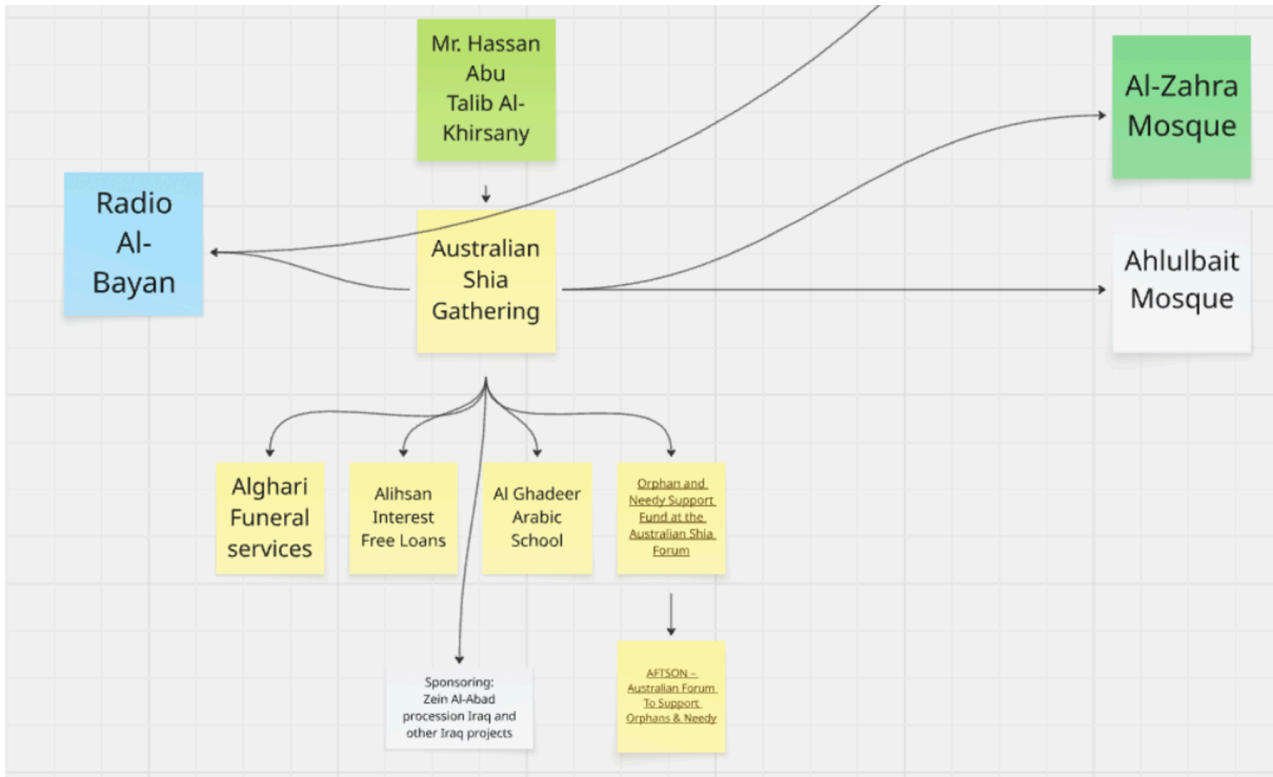 Mr. Hassan
Abu
Talib Al-
Khirsany
Al-Zahra
Mosque
Radio
Al-
Bayan
Australian
Shia
Gathering
Ahlulbait
Mosque
Alghari
Funeral
services
Alihsan
Interest
Free Loans
Al Ghadeer
Arabic
School
Orphan and
Needy Support
Fund at the
Australian Shia
Forum
Sponsoring:
Zein Al-Abad
procession Iraq and
other Iraq projects
AFTSON –
Australian Forum
To Support
Orphans & Needy